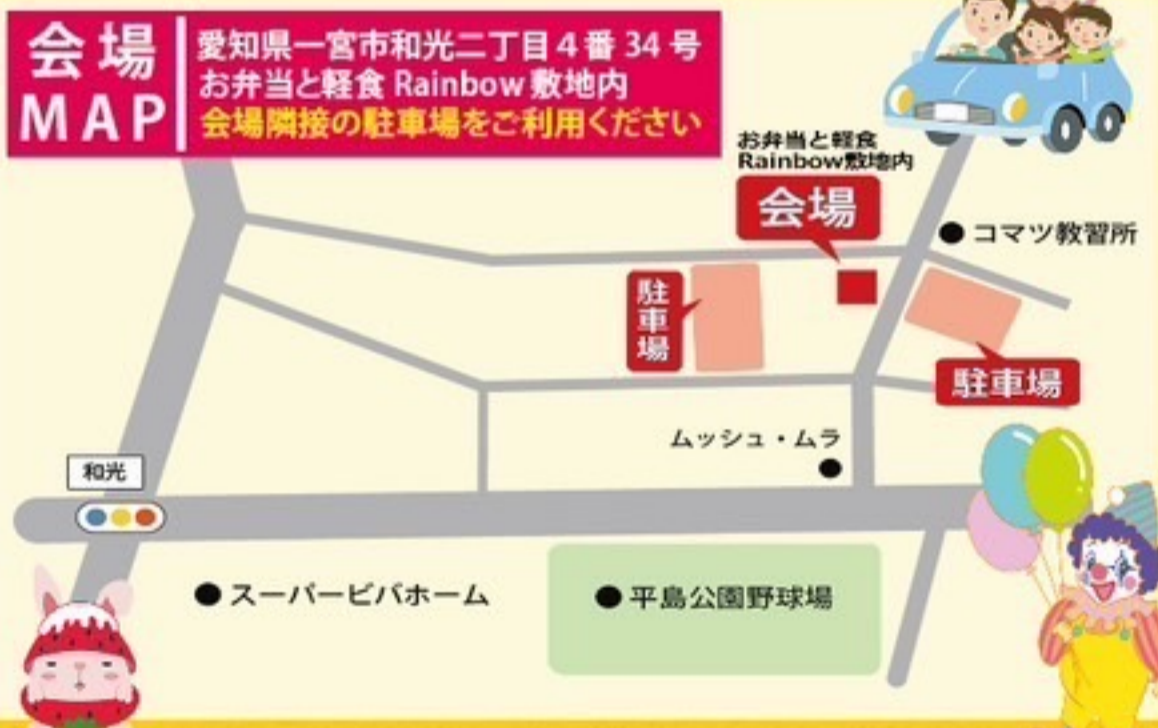 会場
MAP
愛知県一宮市和光二丁目4番34号
お弁当と軽食 Rainbow 敷地内
会場隣接の駐車場をご利用ください
お弁当と軽食
Rainbow敷地内
会場
コマツ教習所
駐車場
駐車場
ムッシュ・ムラ
和光
スーパービバホーム
平島公園野球場